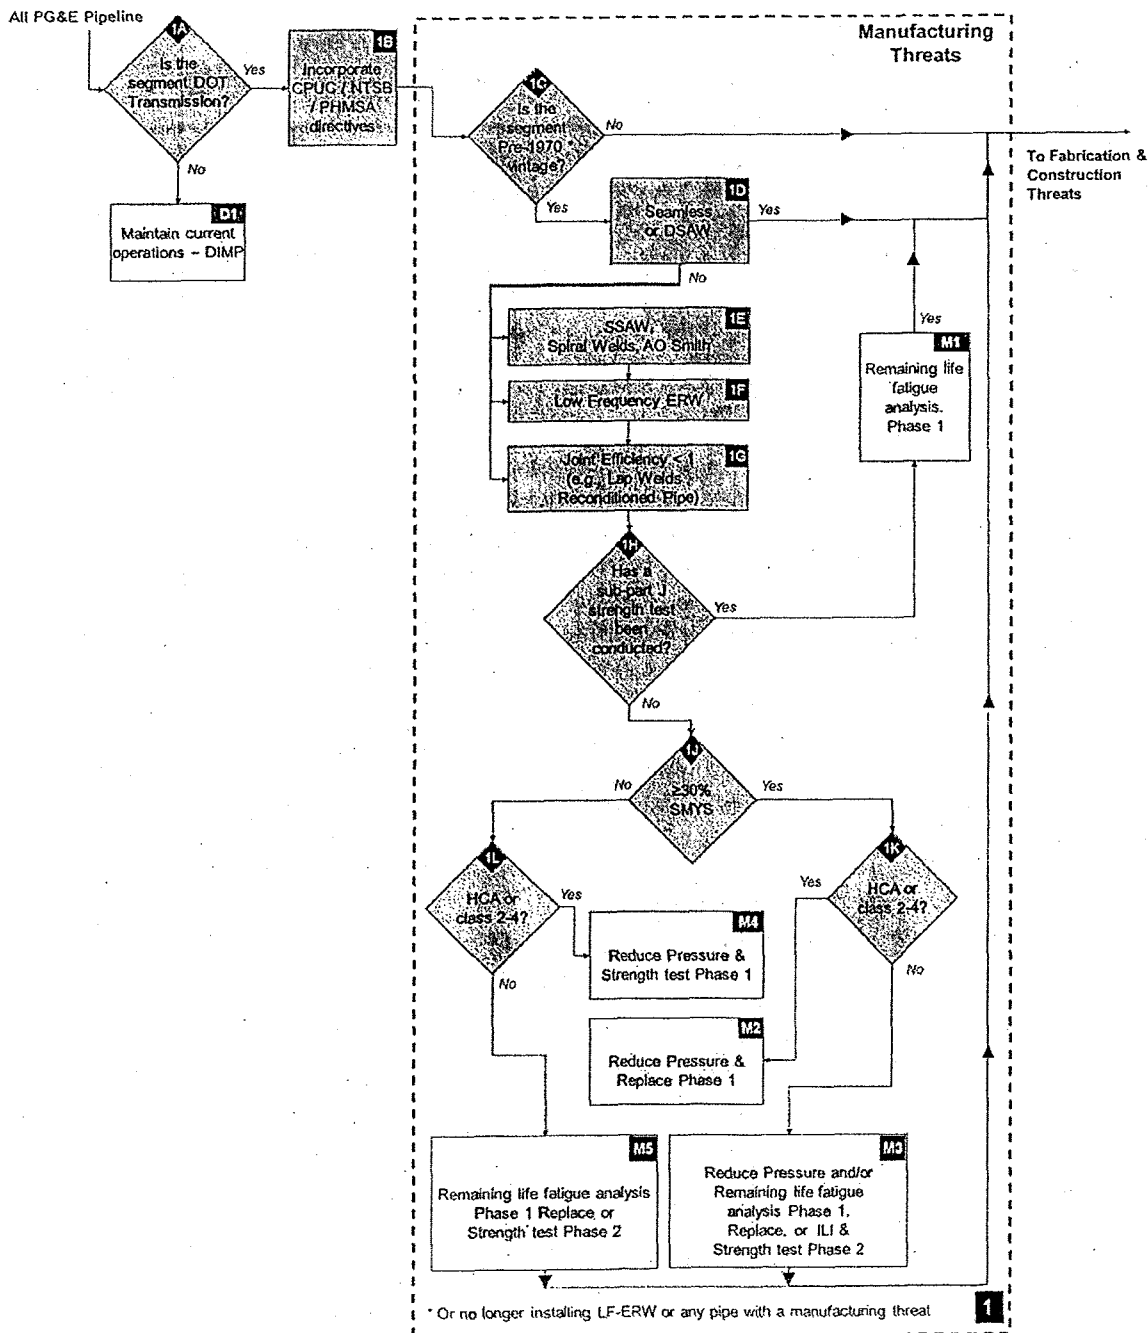 All PG&E Pipeline
1A
Is the
segment DOT
Transmission?
Yes
No
1B
Incorporate
CPUC / NTSB
/ PHMSA
directives
D1
Maintain current
operations – DIMP
Manufacturing
Threats
1C
Is the
segment
Pre-1970
vintage?
No
Yes
To Fabrication &
Construction
Threats
1D
Seamless
or DSAW
Yes
No
1E
SSAW,
Spiral Welds, AO Smith
1F
Low Frequency ERW
1G
Joint Efficiency < 1
(e.g., Lap Welds
Reconditioned Pipe)
M1
Remaining life
fatigue
analysis.
Phase 1
Yes
1H
Has a
sub-part J
strength test
been
conducted?
Yes
No
1J
≥30%
SMYS
No
Yes
1L
HCA or
class 2-4?
Yes
No
1K
HCA or
class 2-4?
Yes
No
M4
Reduce Pressure &
Strength test Phase 1
M2
Reduce Pressure &
Replace Phase 1
M5
Remaining life fatigue analysis
Phase 1 Replace or
Strength test Phase 2
M3
Reduce Pressure and/or
Remaining life fatigue
analysis Phase 1,
Replace, or ILI &
Strength test Phase 2
* Or no longer installing LF-ERW or any pipe with a manufacturing threat
1